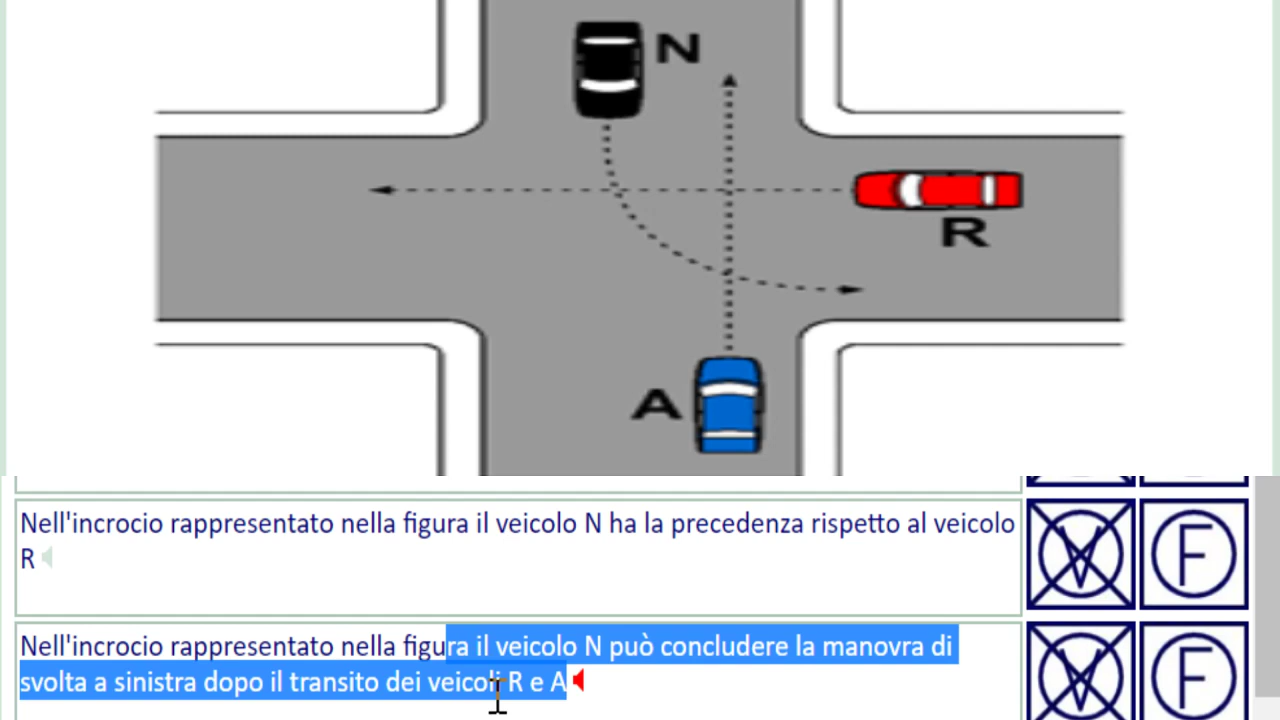 N
R
A
Nell'incrocio rappresentato nella figura il veicolo N ha la precedenza rispetto al veicolo
R
V F
Nell'incrocio rappresentato nella figura il veicolo N può concludere la manovra di
svolta a sinistra dopo il transito dei veicoli R e A
V F